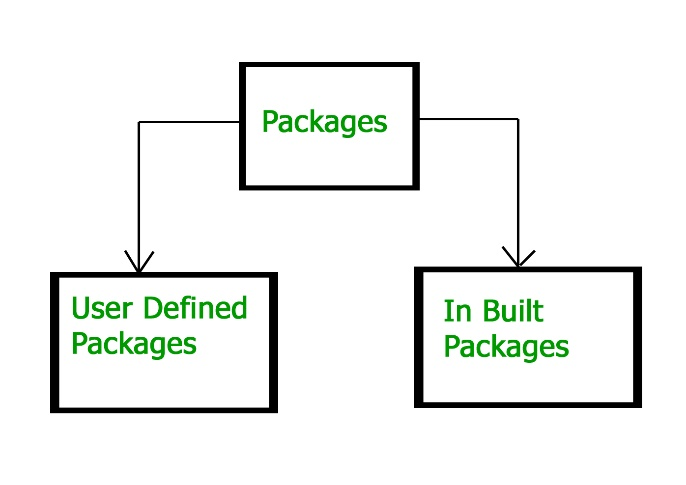 Packages
User Defined
Packages
In Built
Packages